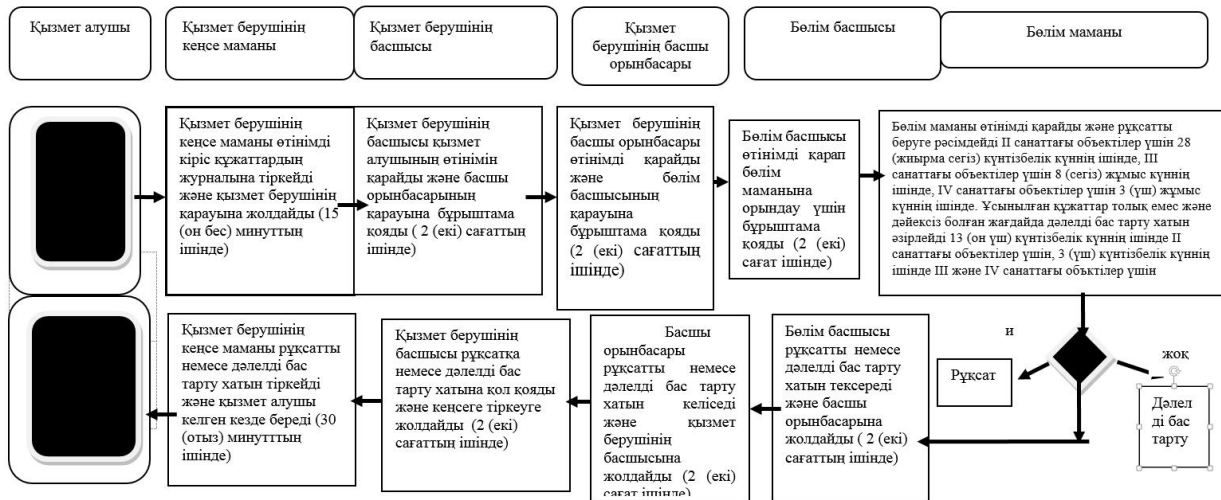 Қызмет алушы
Қызмет берушінің
кеңсе маманы
Қызмет берушінің
басшысы
Қызмет
берушінің басшы
орынбасары
Бөлім басшысы
Бөлім маманы
Қызмет берушінің
кеңсе маманы өтінімді
кіріс құжаттардың
журналына тіркейді
және қызмет берушінің
қарауына жолдайды (15
(он бес) минуттың
ішінде)
Қызмет берушінің
басшысы қызмет
алушының өтінімін
қарайды және басшы
орынбасарының
қарауына бұрыштама
қояды ( 2 (екі) сағаттың
ішінде)
Қызмет берушінің
басшы орынбасары
өтінімді қарайды
және бөлім
басшысының
қарауына
бұрыштама қояды
(2 (екі) сағаттың
ішінде)
Бөлім басшысы
өтінімді қарап
бөлім
маманына
орындау үшін
бұрыштама
қояды (2 (екі)
сағат ішінде)
Бөлім маманы өтінімді қарайды және рұқсатты
беруге рәсімдейді II санаттағы объектілер үшін 28
(жиырма сегіз) күнтізбелік күннің ішінде, III
санаттағы объектілер үшін 8 (сегіз) жұмыс күннің
ішінде, IV санаттағы объектілер үшін 3 (үш) жұмыс
күннің ішінде. Ұсынылған құжаттар толық емес және
дәйексіз болған жағдайда дәлелді бас тарту хатын
әзірлейді 13 (он үш) күнтізбелік күннің ішінде II
санаттағы объектілер үшін, 3 (үш) күнтізбелік күннің
ішінде III және IV санаттағы объктілер үшін
Қызмет берушінің
кеңсе маманы рұқсатты
немесе дәлелді бас
тарту хатын тіркейді
және қызмет алушы
келген кезде береді (30
(отыз) минутттың
ішінде)
Қызмет берушінің
басшысы рұқсатқа
немесе дәлелді бас
тарту хатына қол қояды
және кеңсеге тіркеуге
жолдайды (2 (екі)
сағаттың ішінде)
Басшы
орынбасары
рұқсатты немесе
дәлелді бас тарту
хатын келіседі
және қызмет
берушінің
басшысына
жолдайды (2 (екі)
сағат ішінде)
Бөлім басшысы
рұқсатты немесе
дәлелді бас тарту
хатын тексереді
және басшы
орынбасарына
жолдайды ( 2 (екі)
сағаттың ішінде)
и
Рұқсат
жоқ
Дәлел
ді бас
тарту